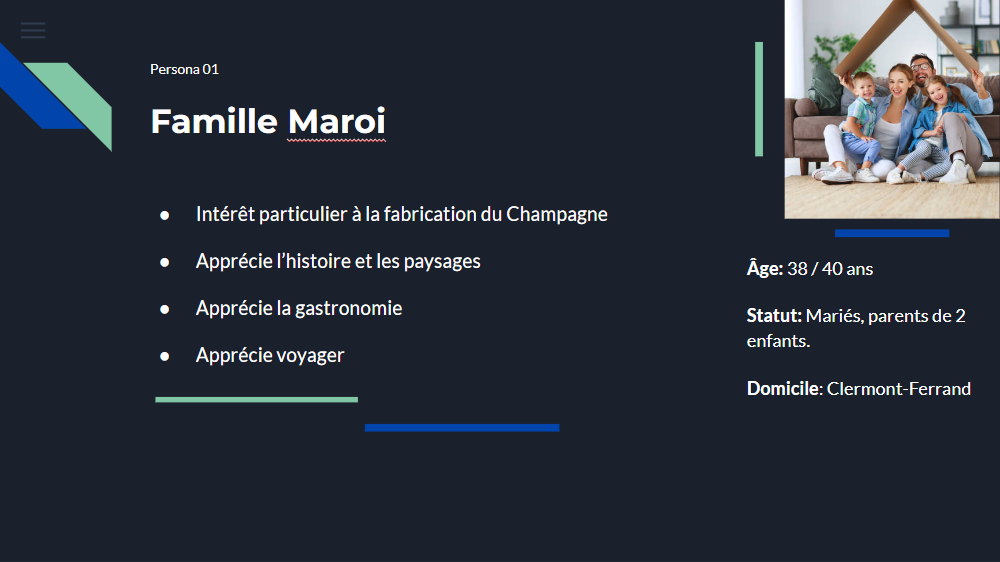 Persona 01
Famille Maroi
● Intérêt particulier à la fabrication du Champagne
● Apprécie l’histoire et les paysages
● Apprécie la gastronomie
● Apprécie voyager
Âge: 38 / 40 ans
Statut: Mariés, parents de 2
enfants.
Domicile: Clermont-Ferrand